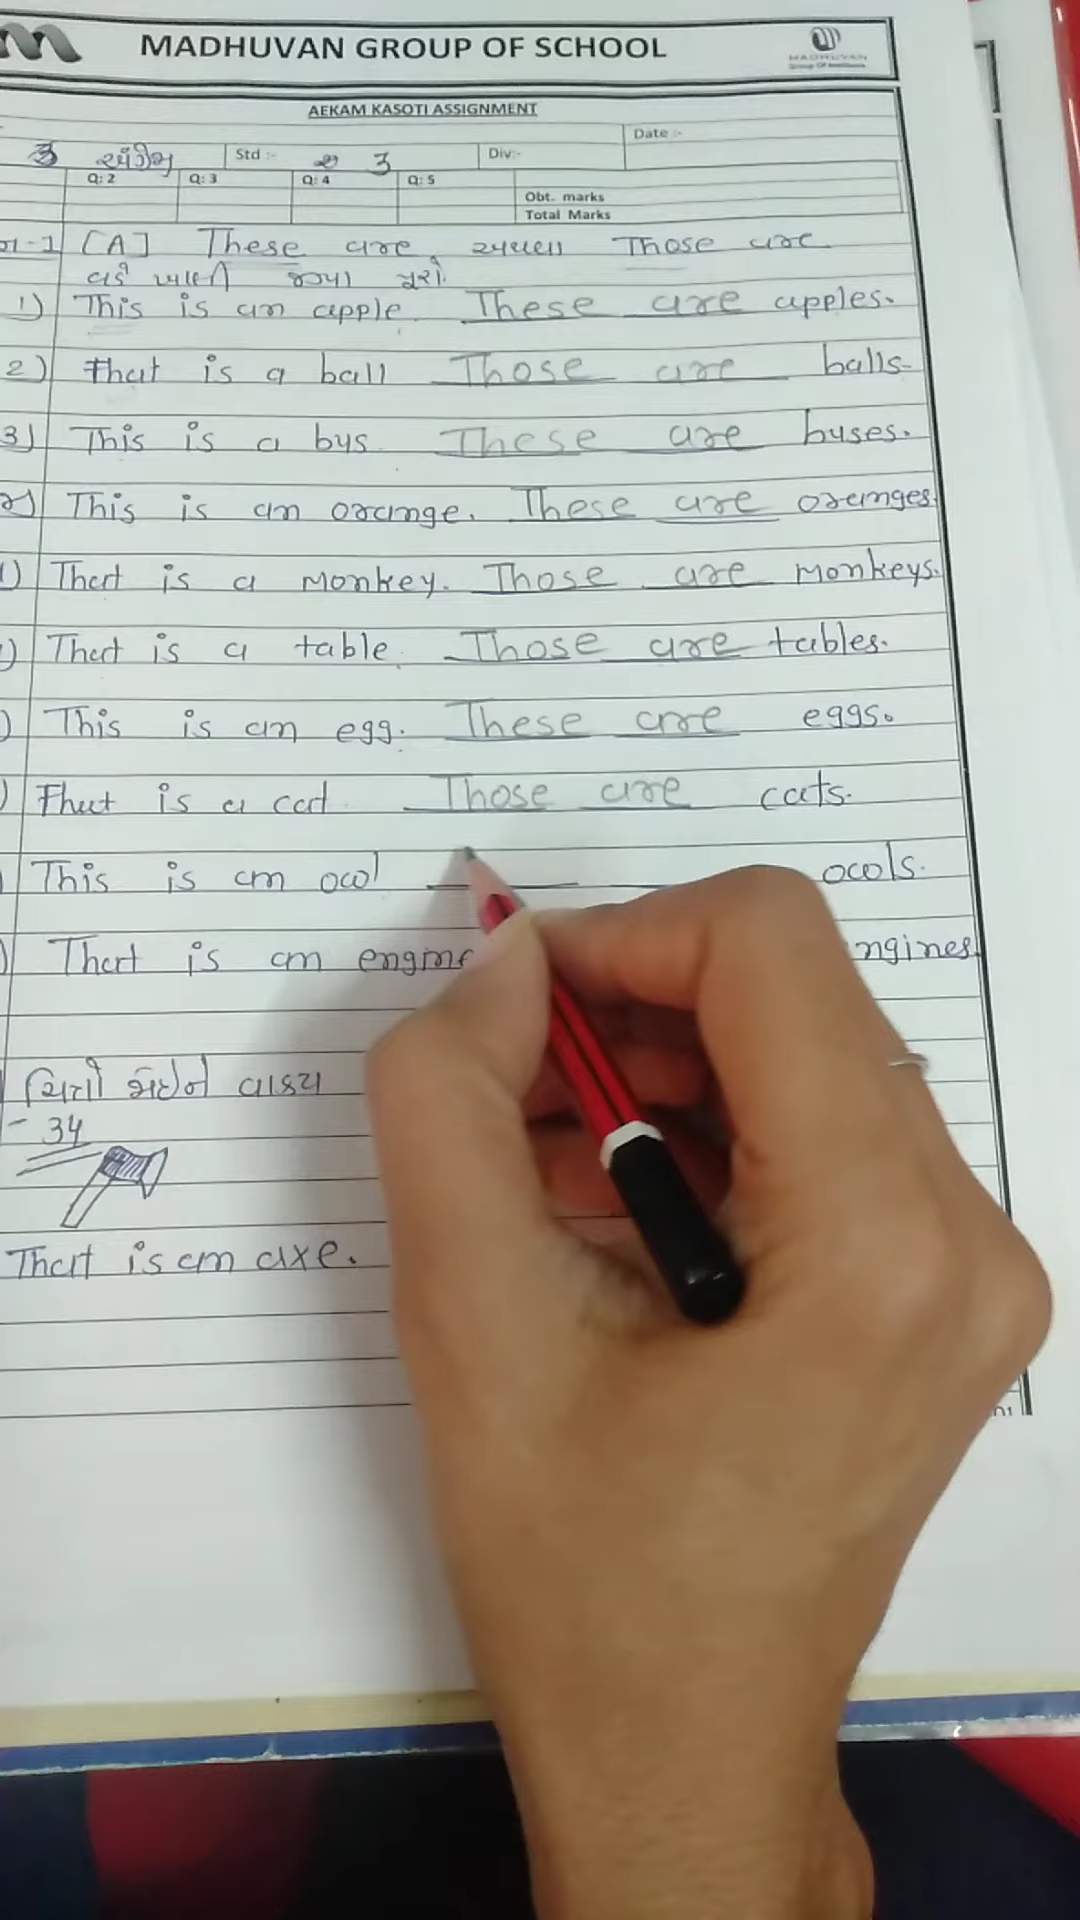 MADHUVAN GROUP OF SCHOOL
MADHUVAN
Group Of Institute
AEKAM KASOTI ASSIGNMENT
Date :-
Std :- 3 Div:-
Q: 2 Q: 3 Q: 4 Q: 5
Obt. marks
Total Marks
[A] These are અથવા Those are
વડે ખાલી જગ્યા પૂરો.
1) This is an apple. These are apples.
2) That is a ball Those are balls.
3) This is a bus. These are buses.
This is an orange. These are oranges.
That is a monkey. Those are monkeys.
That is a table. Those are tables.
This is an egg. These are eggs.
That is a cat. Those are cats.
This is an owl owls.
That is an engine ngines.
વાક્ય
- 34
That is an axe.